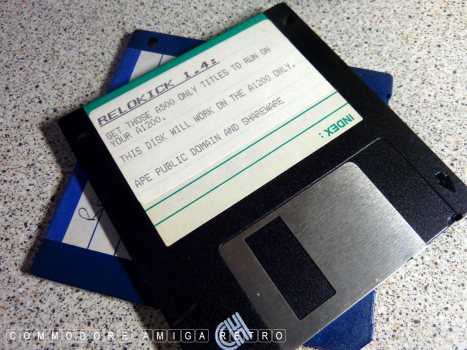 RELOKICK 1.4:
GET THOSE A500 ONLY TITLES TO RUN ON
YOUR A1200.
THIS DISK WILL WORK ON THE A1200 ONLY.
APE PUBLIC DOMAIN AND SHAREWARE
INDEX:
COMMODORE AMIGA RETRO